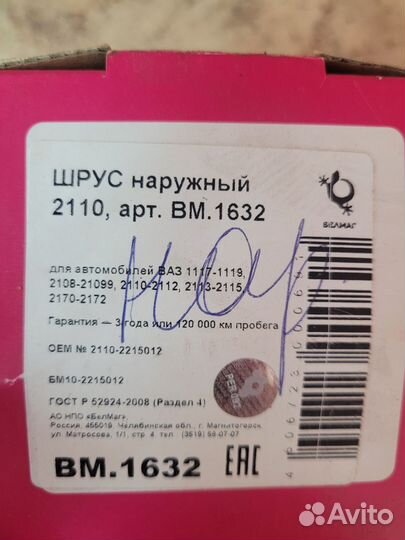 ШРУС наружный
2110, арт. BM.1632
БЕЛМАГ
для автомобилей ВАЗ 1117-1119,
2108-21099, 2110-2112, 2113-2115,
2170-2172
Гарантия — 3 года или 120 000 км пробега
OEM № 2110-2215012
БМ10-2215012
ГОСТ Р 52924-2008 (Раздел 4)
АО НПО «БелМаг»,
Россия, 455019, Челябинская обл., г. Магнитогорск
ул. Матросова, 1/1, стр. 4 тел. (3519) 58-07-07
BM.1632
EAC
нар
Avito